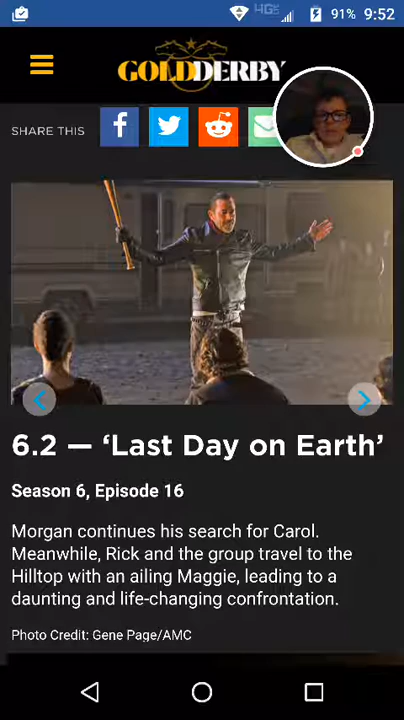 4G 91% 9:52
GOLDDERBY
SHARE THIS
6.2 — ‘Last Day on Earth’
Season 6, Episode 16
Morgan continues his search for Carol.
Meanwhile, Rick and the group travel to the
Hilltop with an ailing Maggie, leading to a
daunting and life-changing confrontation.
Photo Credit: Gene Page/AMC